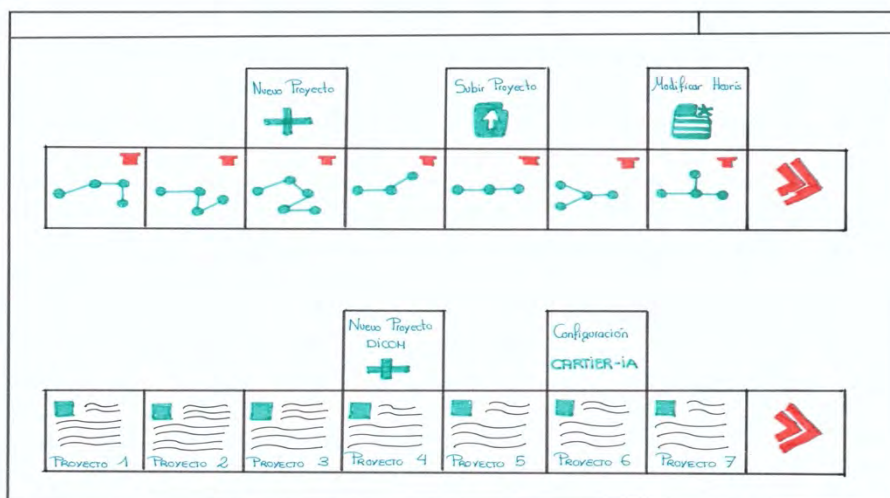 Nuevo Proyecto
Subir Proyecto
Modificar Haarís
Nuevo Proyecto
DICOM
Configuración
CARTIER-iA
PROYECTO 1
PROYECTO 2
PROYECTO 3
PROYECTO 4
PROYECTO 5
PROYECTO 6
PROYECTO 7